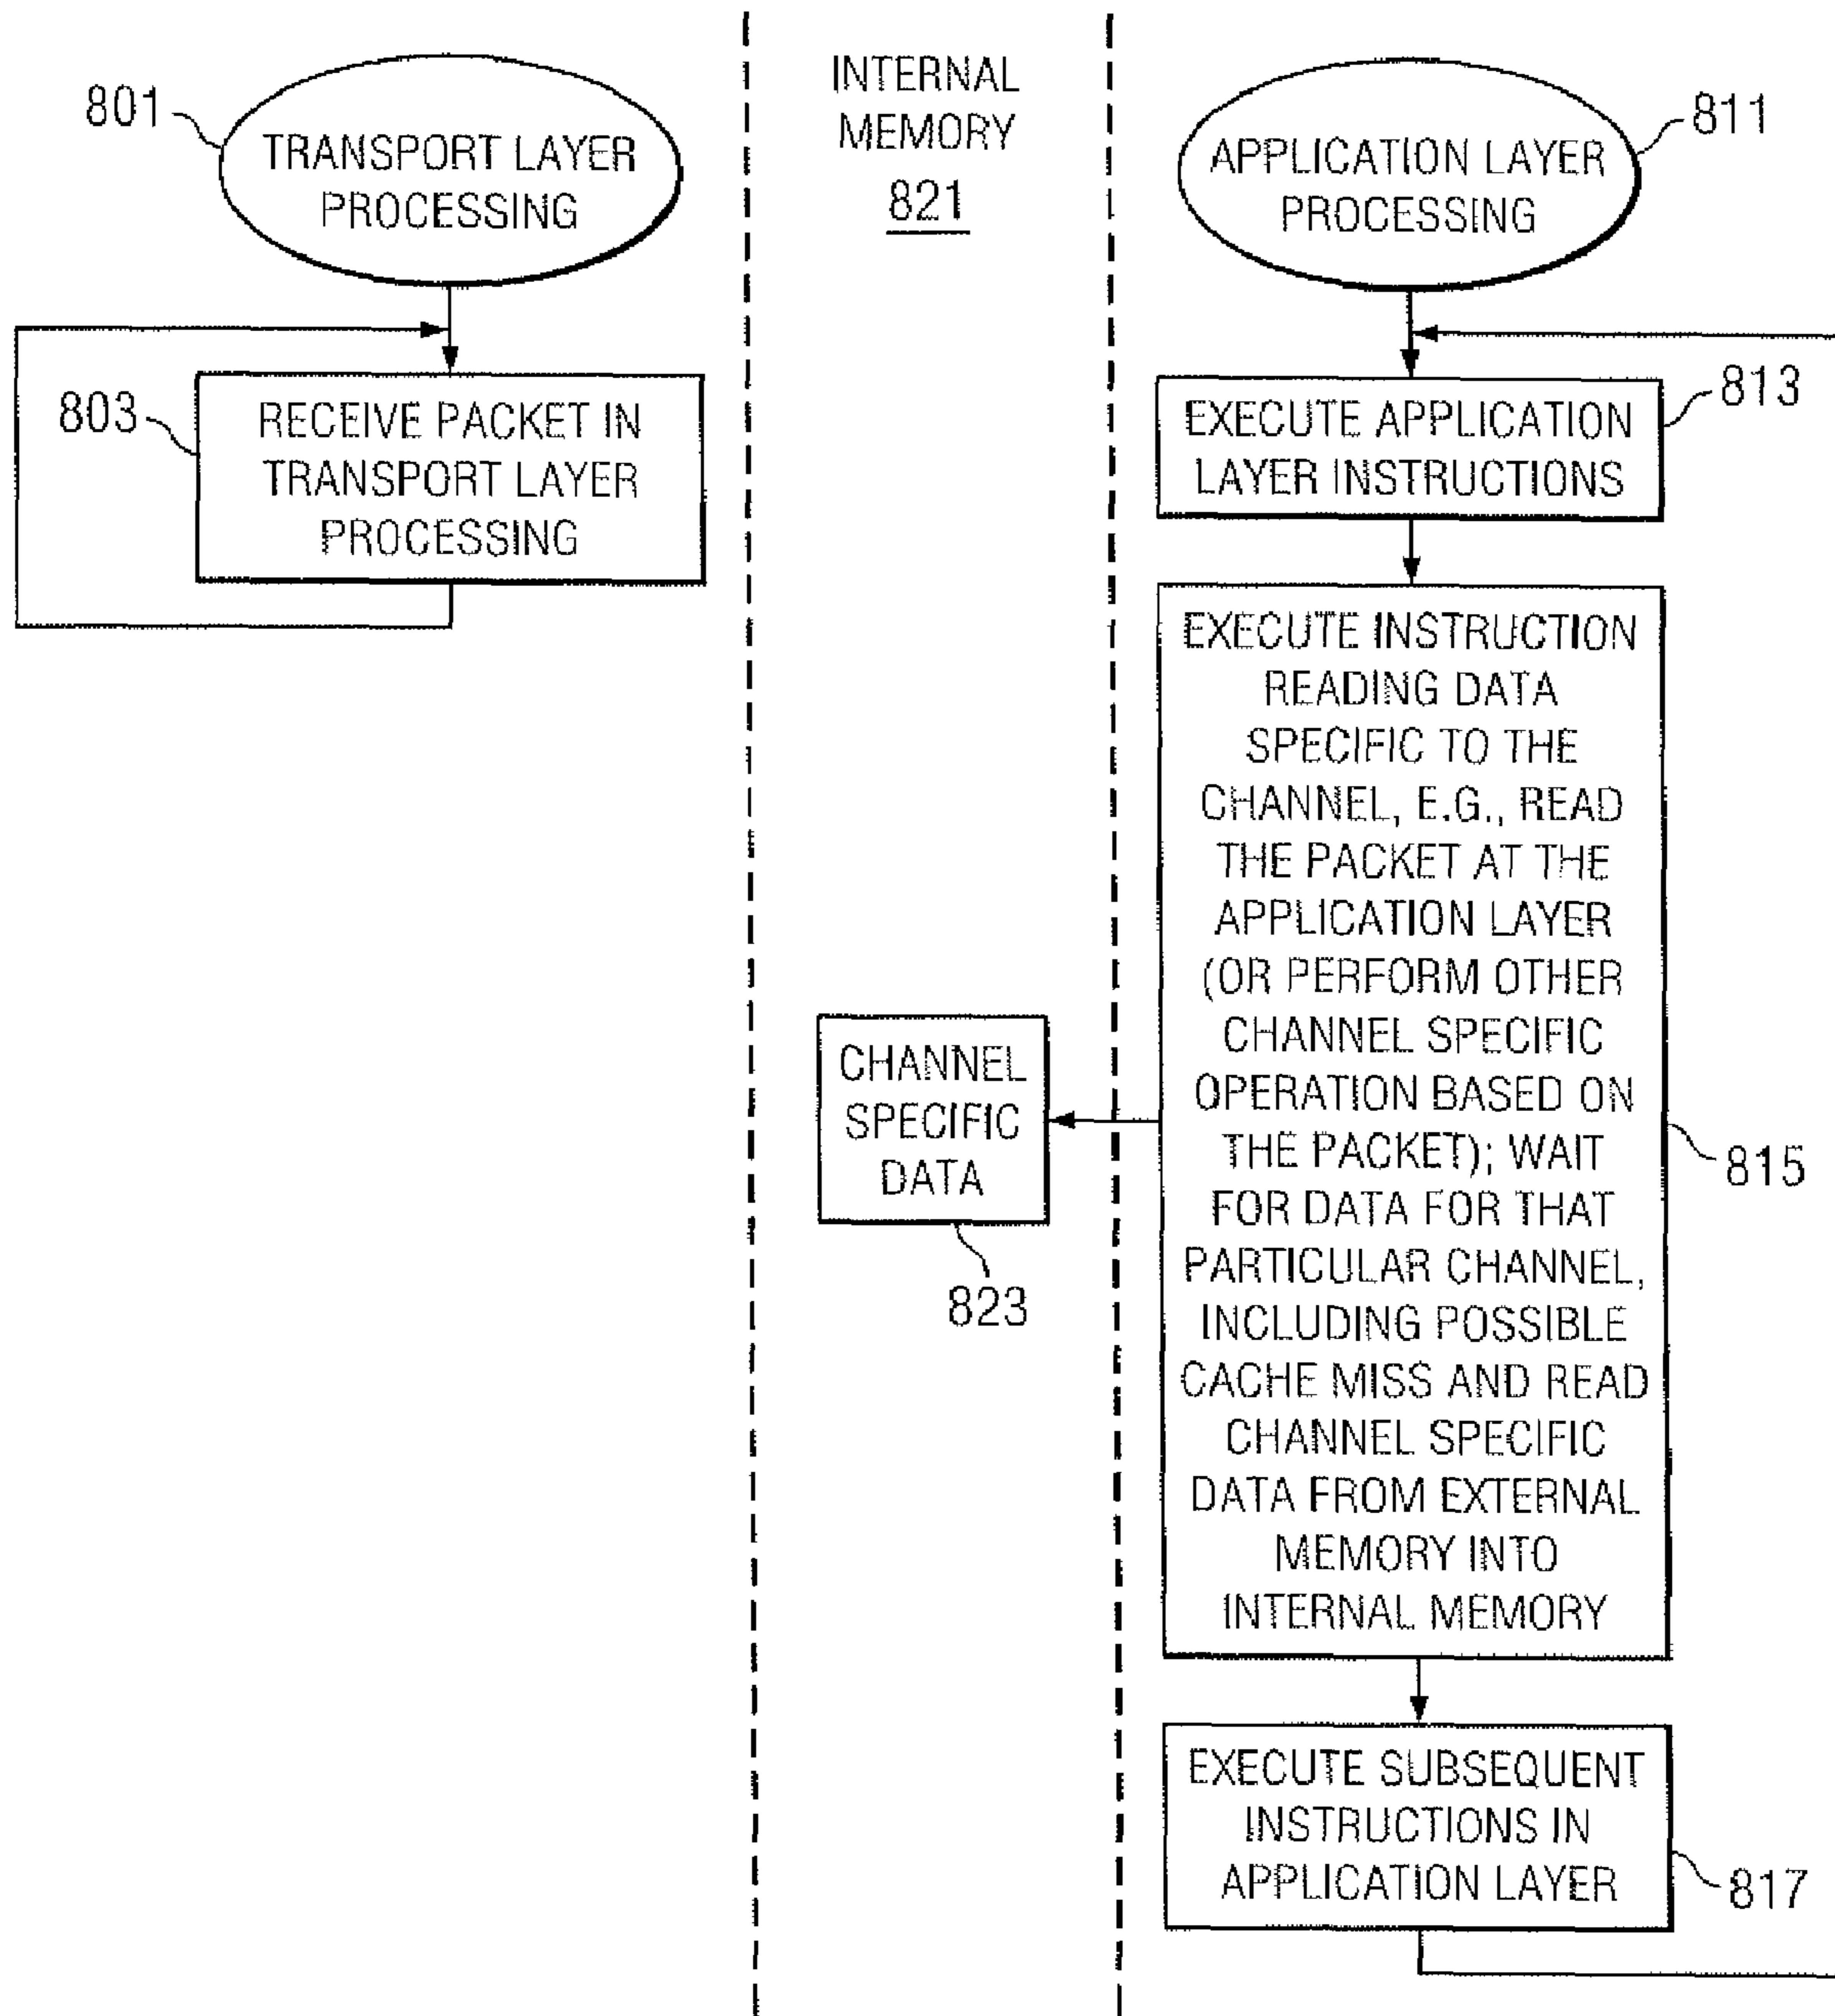 801
TRANSPORT LAYER
PROCESSING
803
RECEIVE PACKET IN
TRANSPORT LAYER
PROCESSING
INTERNAL
MEMORY
821
CHANNEL
SPECIFIC
DATA
823
APPLICATION LAYER
PROCESSING
811
EXECUTE APPLICATION
LAYER INSTRUCTIONS
813
EXECUTE INSTRUCTION
READING DATA
SPECIFIC TO THE
CHANNEL, E.G., READ
THE PACKET AT THE
APPLICATION LAYER
(OR PERFORM OTHER
CHANNEL SPECIFIC
OPERATION BASED ON
THE PACKET); WAIT
FOR DATA FOR THAT
PARTICULAR CHANNEL,
INCLUDING POSSIBLE
CACHE MISS AND READ
CHANNEL SPECIFIC
DATA FROM EXTERNAL
MEMORY INTO
INTERNAL MEMORY
815
EXECUTE SUBSEQUENT
INSTRUCTIONS IN
APPLICATION LAYER
817